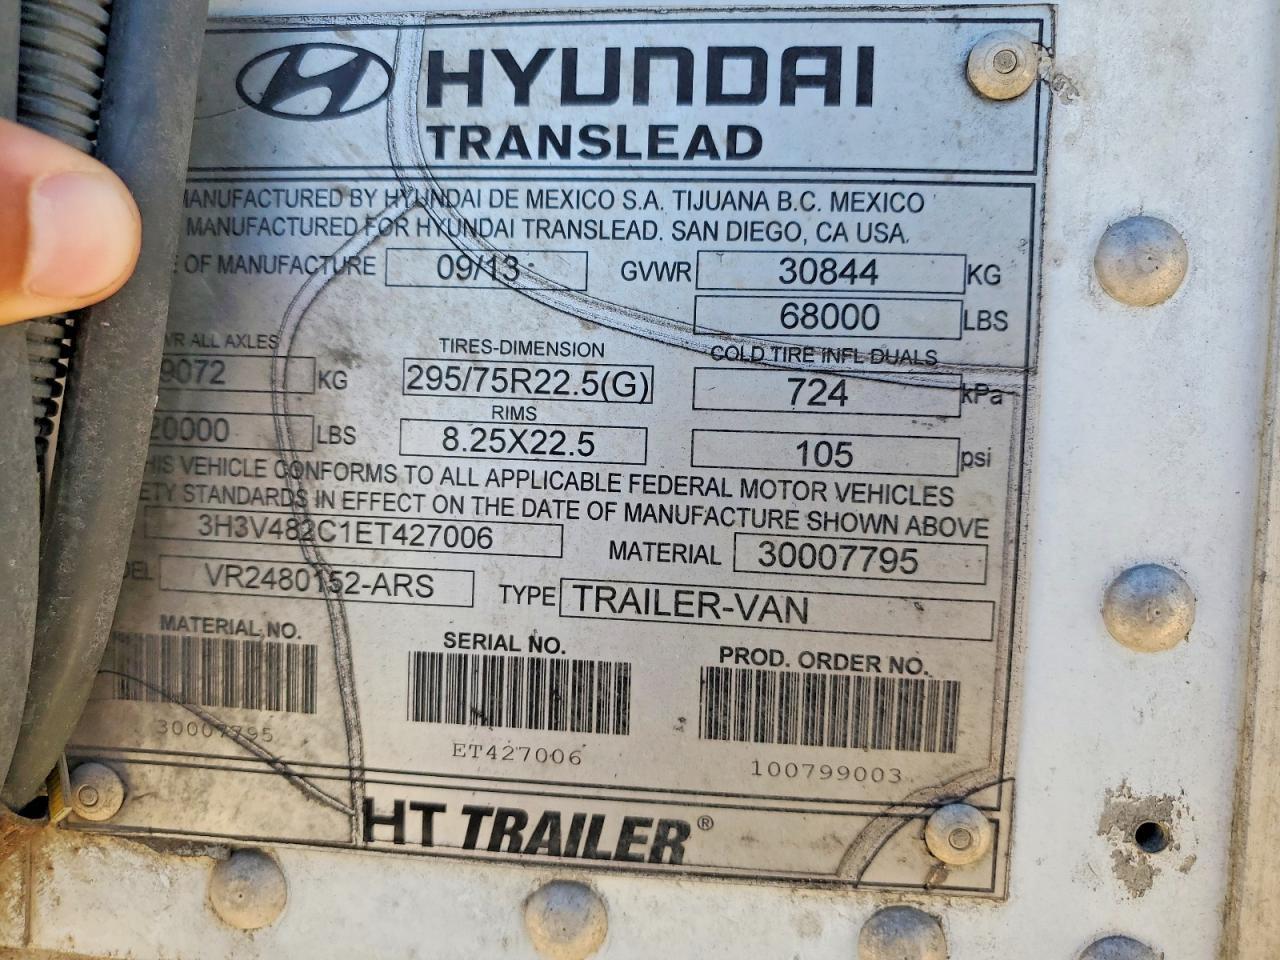 HYUNDAI
TRANSLEAD
MANUFACTURED BY HYUNDAI DE MEXICO S.A. TIJUANA B.C. MEXICO
MANUFACTURED FOR HYUNDAI TRANSLEAD. SAN DIEGO, CA USA.
OF MANUFACTURE 09/13 GVWR 30844 KG
68000 LBS
ALL AXLES TIRES-DIMENSION COLD TIRE INFL DUALS
9072 KG 295/75R22.5(G) 724 kPa
RIMS
20000 LBS 8.25X22.5 105 psi
THIS VEHICLE CONFORMS TO ALL APPLICABLE FEDERAL MOTOR VEHICLES
ETY STANDARDS IN EFFECT ON THE DATE OF MANUFACTURE SHOWN ABOVE
3H3V482C1ET427006 MATERIAL 30007795
EL VR2480152-ARS TYPE TRAILER-VAN
MATERIAL NO. SERIAL NO. PROD. ORDER NO.
30007795 ET427006 100799003
HT TRAILER®